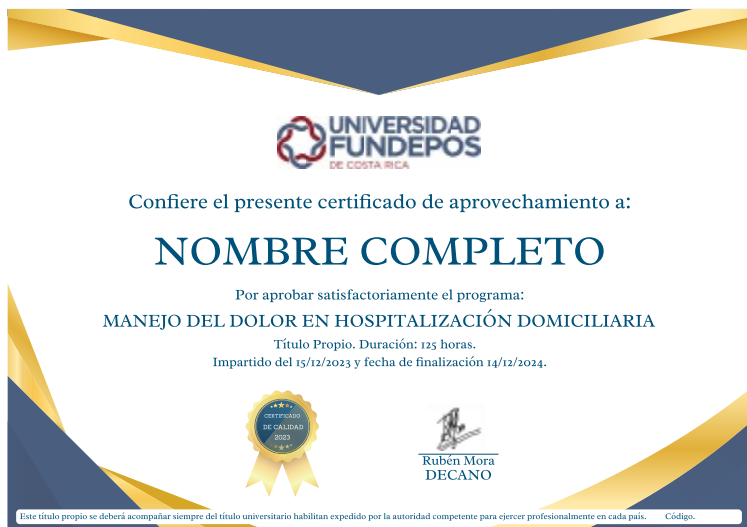 UNIVERSIDAD
FUNDEPOS
DE COSTA RICA
Confiere el presente certificado de aprovechamiento a:
NOMBRE COMPLETO
Por aprobar satisfactoriamente el programa:
MANEJO DEL DOLOR EN HOSPITALIZACIÓN DOMICILIARIA
Título Propio. Duración: 125 horas.
Impartido del 15/12/2023 y fecha de finalización 14/12/2024.
CERTIFICADO
DE CALIDAD
2023
Rubén Mora
DECANO
Este título propio se deberá acompañar siempre del título universitario habilitan expedido por la autoridad competente para ejercer profesionalmente en cada país. Código.